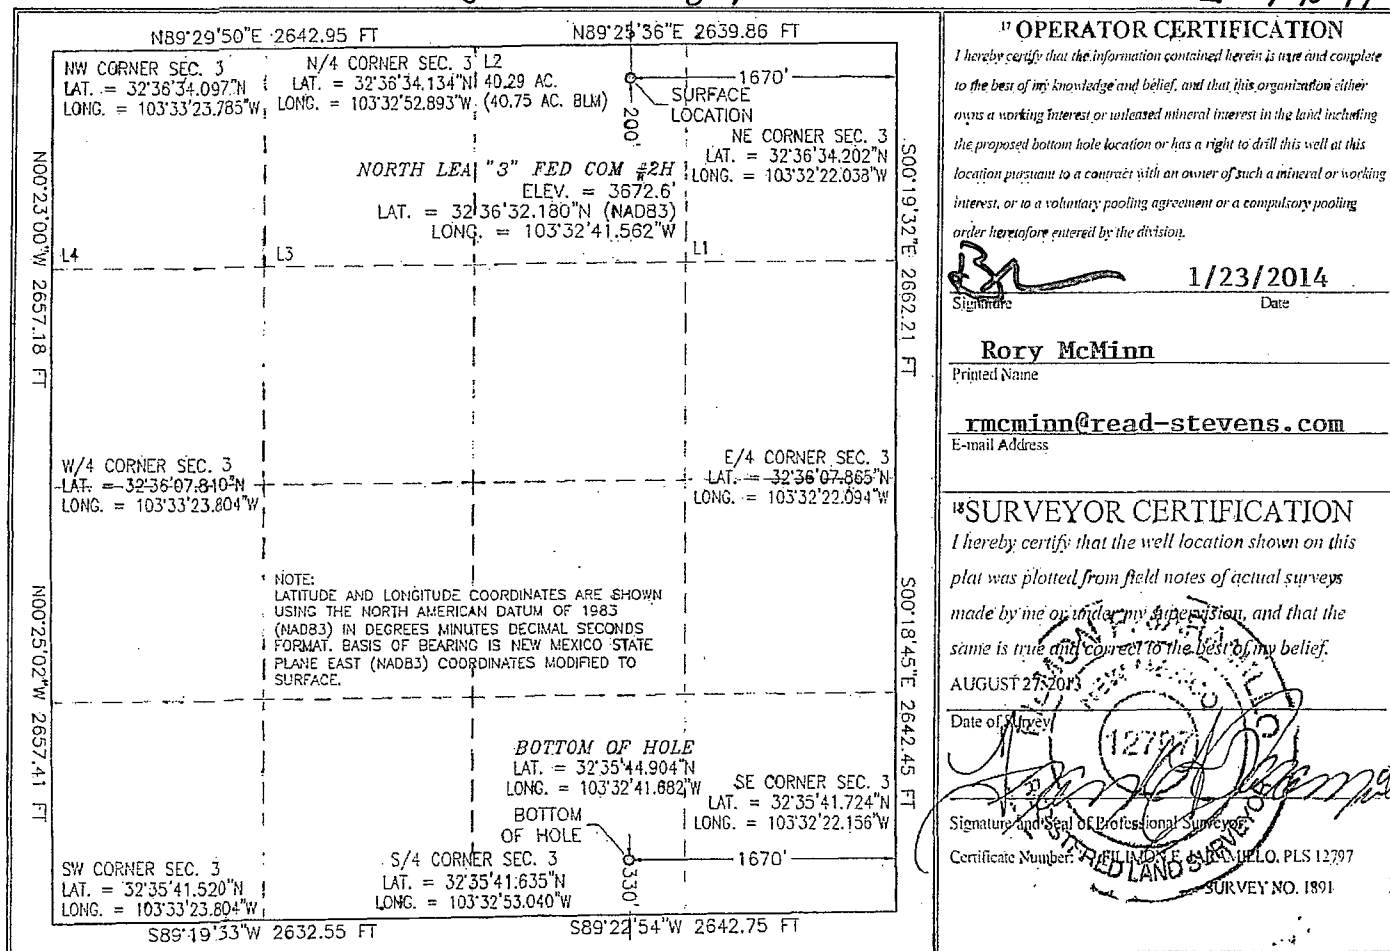 N89°29'50"E 2642.95 FT
N89°25'36"E 2639.86 FT
NW CORNER SEC. 3
LAT. = 32°36'34.097"N
LONG. = 103°33'23.785"W
N/4 CORNER SEC. 3
LAT. = 32°36'34.134"N
LONG. = 103°32'52.893"W
L2
40.29 AC.
(40.75 AC. BLM)
1670'
SURFACE
LOCATION
200'
NE CORNER SEC. 3
LAT. = 32°36'34.202"N
LONG. = 103°32'22.038"W
NORTH LEA "3" FED COM #2H
ELEV. = 3672.6'
LAT. = 32°36'32.180"N (NAD83)
LONG. = 103°32'41.562"W
L4
L3
L1
N00°23'00"W 2657.18 FT
S00°19'32"E 2662.21 FT
W/4 CORNER SEC. 3
LAT. = 32°36'07.810"N
LONG. = 103°33'23.804"W
E/4 CORNER SEC. 3
LAT. = 32°36'07.865"N
LONG. = 103°32'22.094"W
NOTE:
LATITUDE AND LONGITUDE COORDINATES ARE SHOWN
USING THE NORTH AMERICAN DATUM OF 1983
(NAD83) IN DEGREES MINUTES DECIMAL SECONDS
FORMAT. BASIS OF BEARING IS NEW MEXICO STATE
PLANE EAST (NAD83) COORDINATES MODIFIED TO
SURFACE.
N00°25'02"W 2657.41 FT
S00°18'45"E 2642.45 FT
BOTTOM OF HOLE
LAT. = 32°35'44.904"N
LONG. = 103°32'41.682"W
BOTTOM
OF HOLE
SE CORNER SEC. 3
LAT. = 32°35'41.724"N
LONG. = 103°32'22.156"W
1670'
330'
S/4 CORNER SEC. 3
LAT. = 32°35'41.635"N
LONG. = 103°32'53.040"W
SW CORNER SEC. 3
LAT. = 32°35'41.520"N
LONG. = 103°33'23.804"W
S89°19'33"W 2632.55 FT
S89°22'54"W 2642.75 FT
17 OPERATOR CERTIFICATION
I hereby certify that the information contained herein is true and complete
to the best of my knowledge and belief, and that this organization either
owns a working interest or unleased mineral interest in the land including
the proposed bottom hole location or has a right to drill this well at this
location pursuant to a contract with an owner of such a mineral or working
interest, or to a voluntary pooling agreement or a compulsory pooling
order heretofore entered by the division.
1/23/2014
Signature Date
Rory McMinn
Printed Name
rmcminn@read-stevens.com
E-mail Address
18 SURVEYOR CERTIFICATION
I hereby certify that the well location shown on this
plat was plotted from field notes of actual surveys
made by me or under my supervision, and that the
same is true and correct to the best of my belief.
AUGUST 27, 2013
Date of Survey
NEW MEXICO
12797
Signature and Seal of Professional Surveyor
Certificate Number: FILIMON F. JARAMILLO, PLS 12797
SURVEY NO. 1891